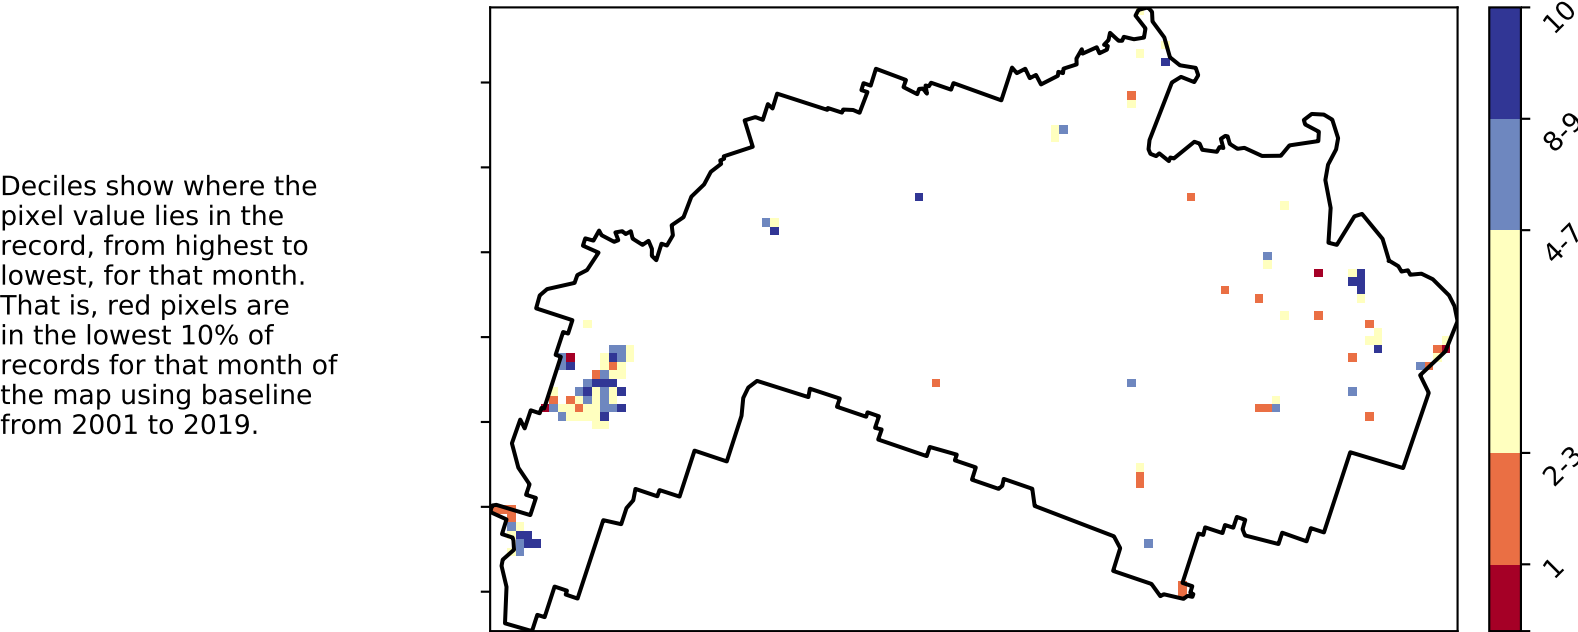 Deciles show where the
pixel value lies in the
record, from highest to
lowest, for that month.
That is, red pixels are
in the lowest 10% of
records for that month of
the map using baseline
from 2001 to 2019.
10
8-9
4-7
2-3
1